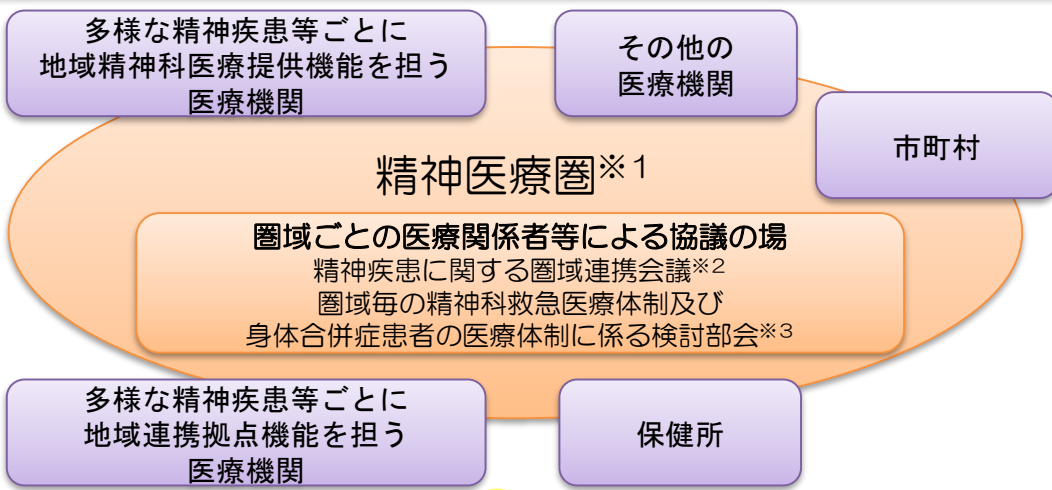 多様な精神疾患等ごとに
地域精神科医療提供機能を担う
医療機関
その他の
医療機関
市町村
精神医療圏※1
圏域ごとの医療関係者等による協議の場
精神疾患に関する圏域連携会議※2
圏域毎の精神科救急医療体制及び
身体合併症患者の医療体制に係る検討部会※3
多様な精神疾患等ごとに
地域連携拠点機能を担う
医療機関
保健所